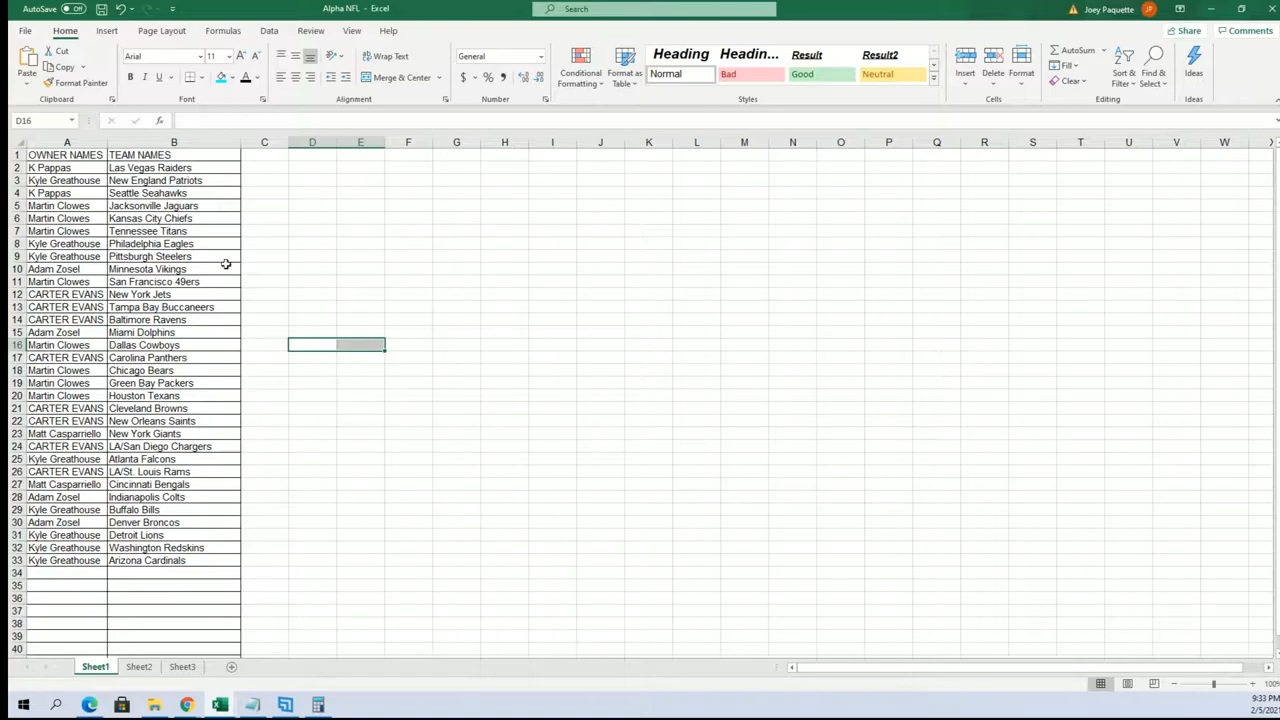 AutoSave Off Alpha NFL - Excel Search Joey Paquette JP
File Home Insert Page Layout Formulas Data Review View Help Share Comments
Paste Cut Copy Format Painter Clipboard
Arial 11 B I U Font
Wrap Text Merge & Center Alignment
General $ % Number
Conditional Formatting Format as Table
Heading Headin... Result Result2
Normal Bad Good Neutral
Styles
Insert Delete Format Cells
AutoSum Fill Clear Sort & Filter Find & Select Editing
Ideas Ideas
D16 fx
A B C D E F G H I J K L M N O P Q R S T U V W X
1 OWNER NAMES TEAM NAMES
2 K Pappas Las Vegas Raiders
3 Kyle Greathouse New England Patriots
4 K Pappas Seattle Seahawks
5 Martin Clowes Jacksonville Jaguars
6 Martin Clowes Kansas City Chiefs
7 Martin Clowes Tennessee Titans
8 Kyle Greathouse Philadelphia Eagles
9 Kyle Greathouse Pittsburgh Steelers
10 Adam Zosel Minnesota Vikings
11 Martin Clowes San Francisco 49ers
12 CARTER EVANS New York Jets
13 CARTER EVANS Tampa Bay Buccaneers
14 CARTER EVANS Baltimore Ravens
15 Adam Zosel Miami Dolphins
16 Martin Clowes Dallas Cowboys
17 CARTER EVANS Carolina Panthers
18 Martin Clowes Chicago Bears
19 Martin Clowes Green Bay Packers
20 Martin Clowes Houston Texans
21 CARTER EVANS Cleveland Browns
22 CARTER EVANS New Orleans Saints
23 Matt Casparriello New York Giants
24 CARTER EVANS LA/San Diego Chargers
25 Kyle Greathouse Atlanta Falcons
26 CARTER EVANS LA/St. Louis Rams
27 Matt Casparriello Cincinnati Bengals
28 Adam Zosel Indianapolis Colts
29 Kyle Greathouse Buffalo Bills
30 Adam Zosel Denver Broncos
31 Kyle Greathouse Detroit Lions
32 Kyle Greathouse Washington Redskins
33 Kyle Greathouse Arizona Cardinals
34
35
36
37
38
39
40
Sheet1 Sheet2 Sheet3
100%
9:33 PM
2/5/2021